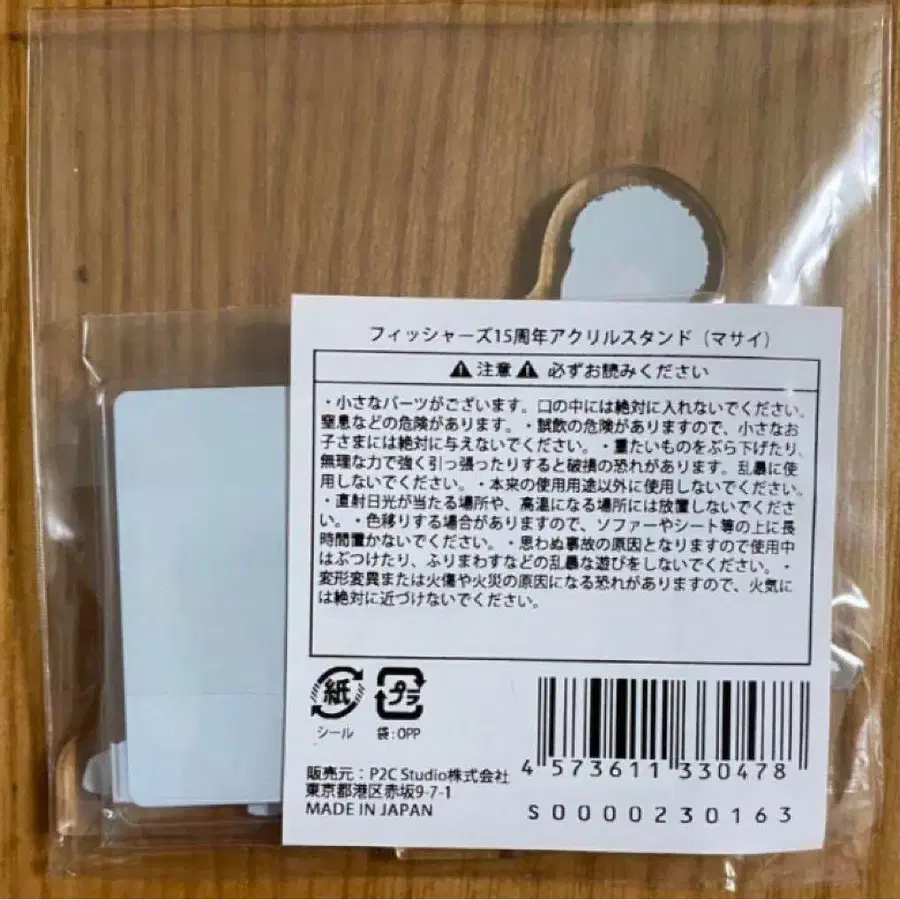 フィッシャーズ15周年アクリルスタンド（マサイ）
⚠注意⚠ 必ずお読みください
・小さなパーツがございます。口の中には絶対に入れないでください。
窒息などの危険があります。・誤飲の危険がありますので、小さなお
子さまには絶対に与えないでください。・重たいものをぶら下げたり、
無理な力で強く引っ張ったりすると破損の恐れがあります。乱暴に使
用しないでください。・本来の使用用途以外に使用しないでください。
・直射日光が当たる場所や、高温になる場所には放置しないでくださ
い。・色移りする場合がありますので、ソファーやシート等の上に長
時間置かないでください。・思わぬ事故の原因となりますので使用中
はぶつけたり、ふりまわすなどの乱暴な遊びをしないでください。・
変形変異または火傷や火災の原因になる恐れがありますので、火気に
は絶対に近づけないでください。
紙 プラ
シール 袋:OPP
販売元：P2C Studio株式会社
東京都港区赤坂9-7-1
MADE IN JAPAN
4 573611 330478
S0000230163